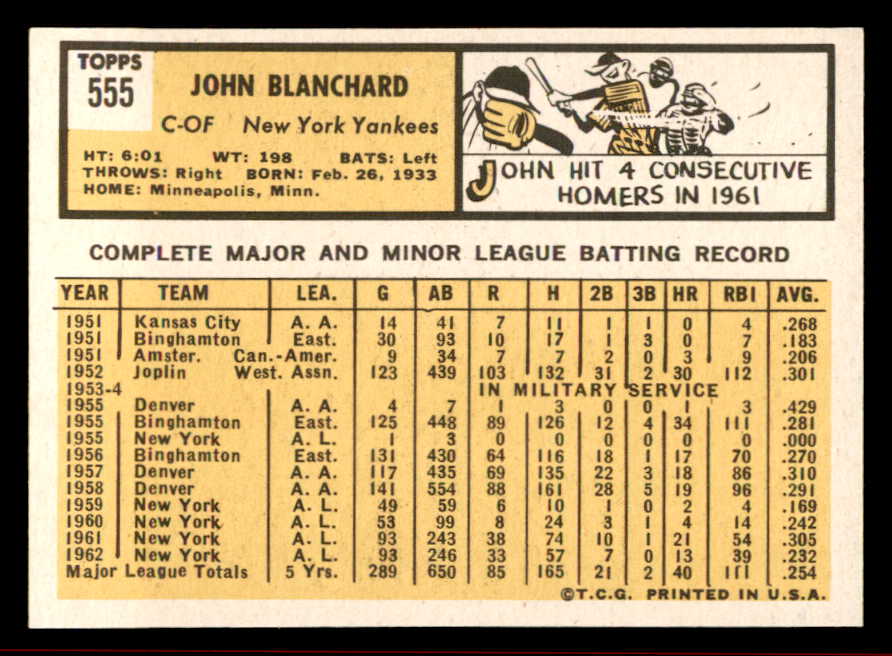 TOPPS
555
JOHN BLANCHARD
C-OF New York Yankees
HT: 6:01 WT: 198 BATS: Left
THROWS: Right BORN: Feb. 26, 1933
HOME: Minneapolis, Minn.
JOHN HIT 4 CONSECUTIVE
HOMERS IN 1961
COMPLETE MAJOR AND MINOR LEAGUE BATTING RECORD
YEAR TEAM LEA. G AB R H 2B 3B HR RBI AVG.
1951 Kansas City A. A. 14 41 7 11 1 1 0 4 .268
1951 Binghamton East. 30 93 10 17 1 3 0 7 .183
1951 Amster. Can.-Amer. 9 34 7 7 2 0 3 9 .206
1952 Joplin West. Assn. 123 439 103 132 31 2 30 112 .301
1953-4 IN MILITARY SERVICE
1955 Denver A. A. 4 7 1 3 0 0 1 3 .429
1955 Binghamton East. 125 448 89 126 12 4 34 111 .281
1955 New York A. L. 1 3 0 0 0 0 0 0 .000
1956 Binghamton East. 131 430 64 116 18 1 17 70 .270
1957 Denver A. A. 117 435 69 135 22 3 18 86 .310
1958 Denver A. A. 141 554 88 161 28 5 19 96 .291
1959 New York A. L. 49 59 6 10 1 0 2 4 .169
1960 New York A. L. 53 99 8 24 3 1 4 14 .242
1961 New York A. L. 93 243 38 74 10 1 21 54 .305
1962 New York A. L. 93 246 33 57 7 0 13 39 .232
Major League Totals 5 Yrs. 289 650 85 165 21 2 40 111 .254
©T.C.G. PRINTED IN U.S.A.